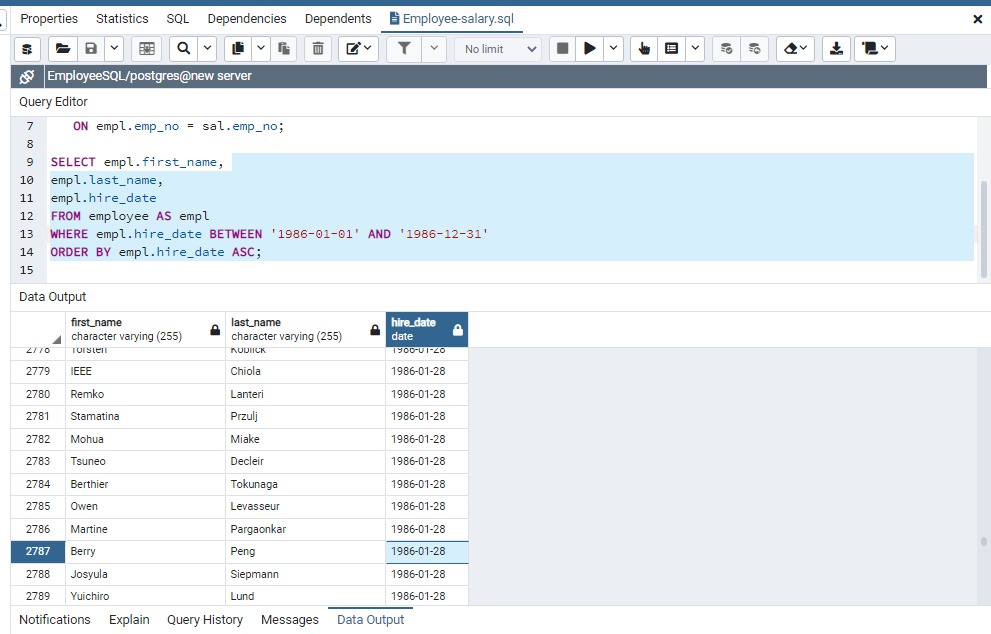 Properties Statistics SQL Dependencies Dependents Employee-salary.sql
No limit
EmployeeSQL/postgres@new server
Query Editor
7 ON empl.emp_no = sal.emp_no;
8
9 SELECT empl.first_name,
10 empl.last_name,
11 empl.hire_date
12 FROM employee AS empl
13 WHERE empl.hire_date BETWEEN '1986-01-01' AND '1986-12-31'
14 ORDER BY empl.hire_date ASC;
15
Data Output
first_name last_name hire_date
character varying (255) character varying (255) date
2778 Torsten Koblick 1986-01-28
2779 IEEE Chiola 1986-01-28
2780 Remko Lanteri 1986-01-28
2781 Stamatina Przulj 1986-01-28
2782 Mohua Miake 1986-01-28
2783 Tsuneo Decleir 1986-01-28
2784 Berthier Tokunaga 1986-01-28
2785 Owen Levasseur 1986-01-28
2786 Martine Pargaonkar 1986-01-28
2787 Berry Peng 1986-01-28
2788 Josyula Siepmann 1986-01-28
2789 Yuichiro Lund 1986-01-28
Notifications Explain Query History Messages Data Output